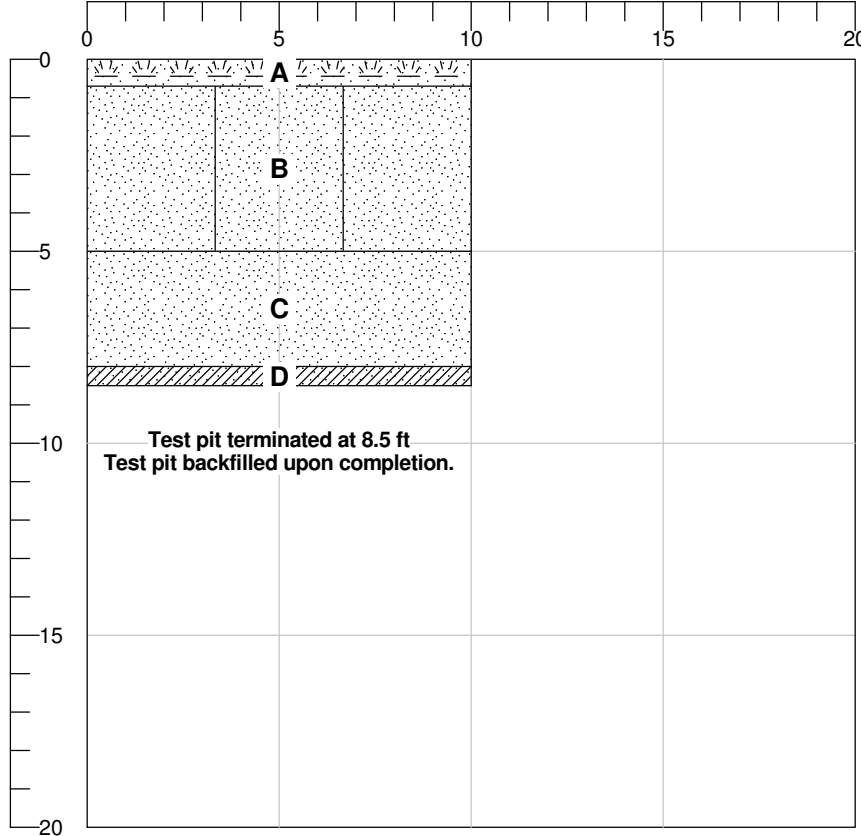 0 5 10 15 20
0
A
B
5
C
D
Test pit terminated at 8.5 ft
10
Test pit backfilled upon completion.
15
20